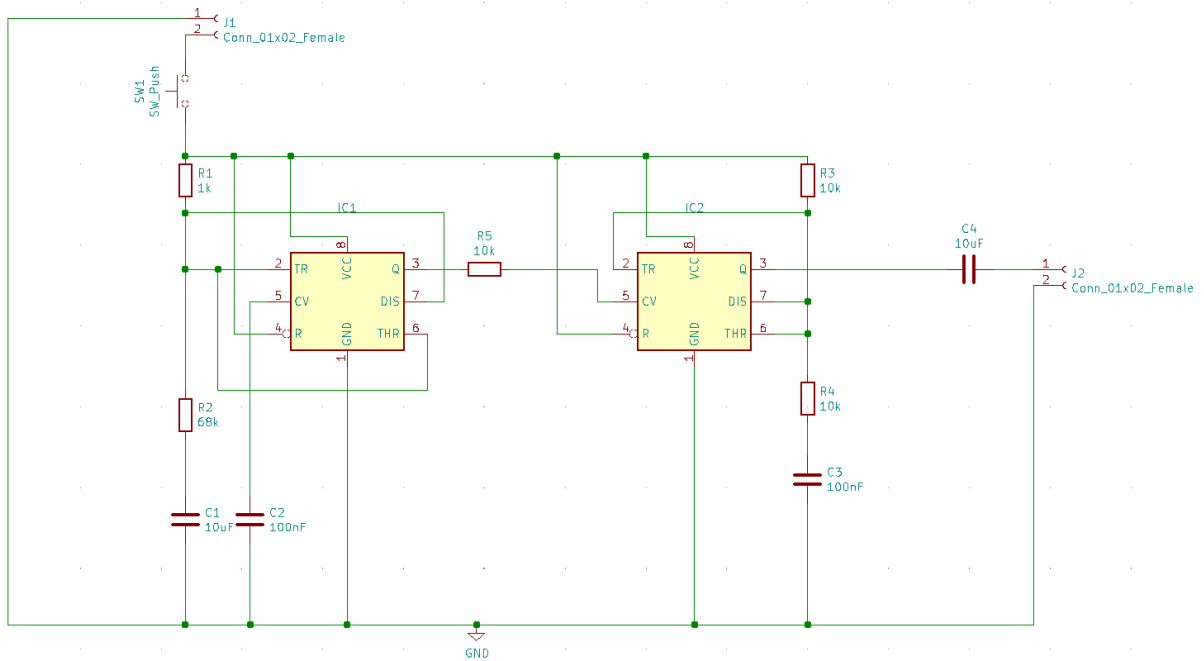 1
J1
2
Conn_01x02_Female
SW1
SW_Push
R1
1k
R3
10k
IC1
IC2
R5
10k
C4
10uF
8
VCC
2
TR
Q
3
5
CV
DIS
7
4
R
THR
6
GND
1
8
VCC
2
TR
Q
3
5
CV
DIS
7
4
R
THR
6
GND
1
1
J2
2
Conn_01x02_Female
R2
68k
R4
10k
C3
100nF
C1
10uF
C2
100nF
GND